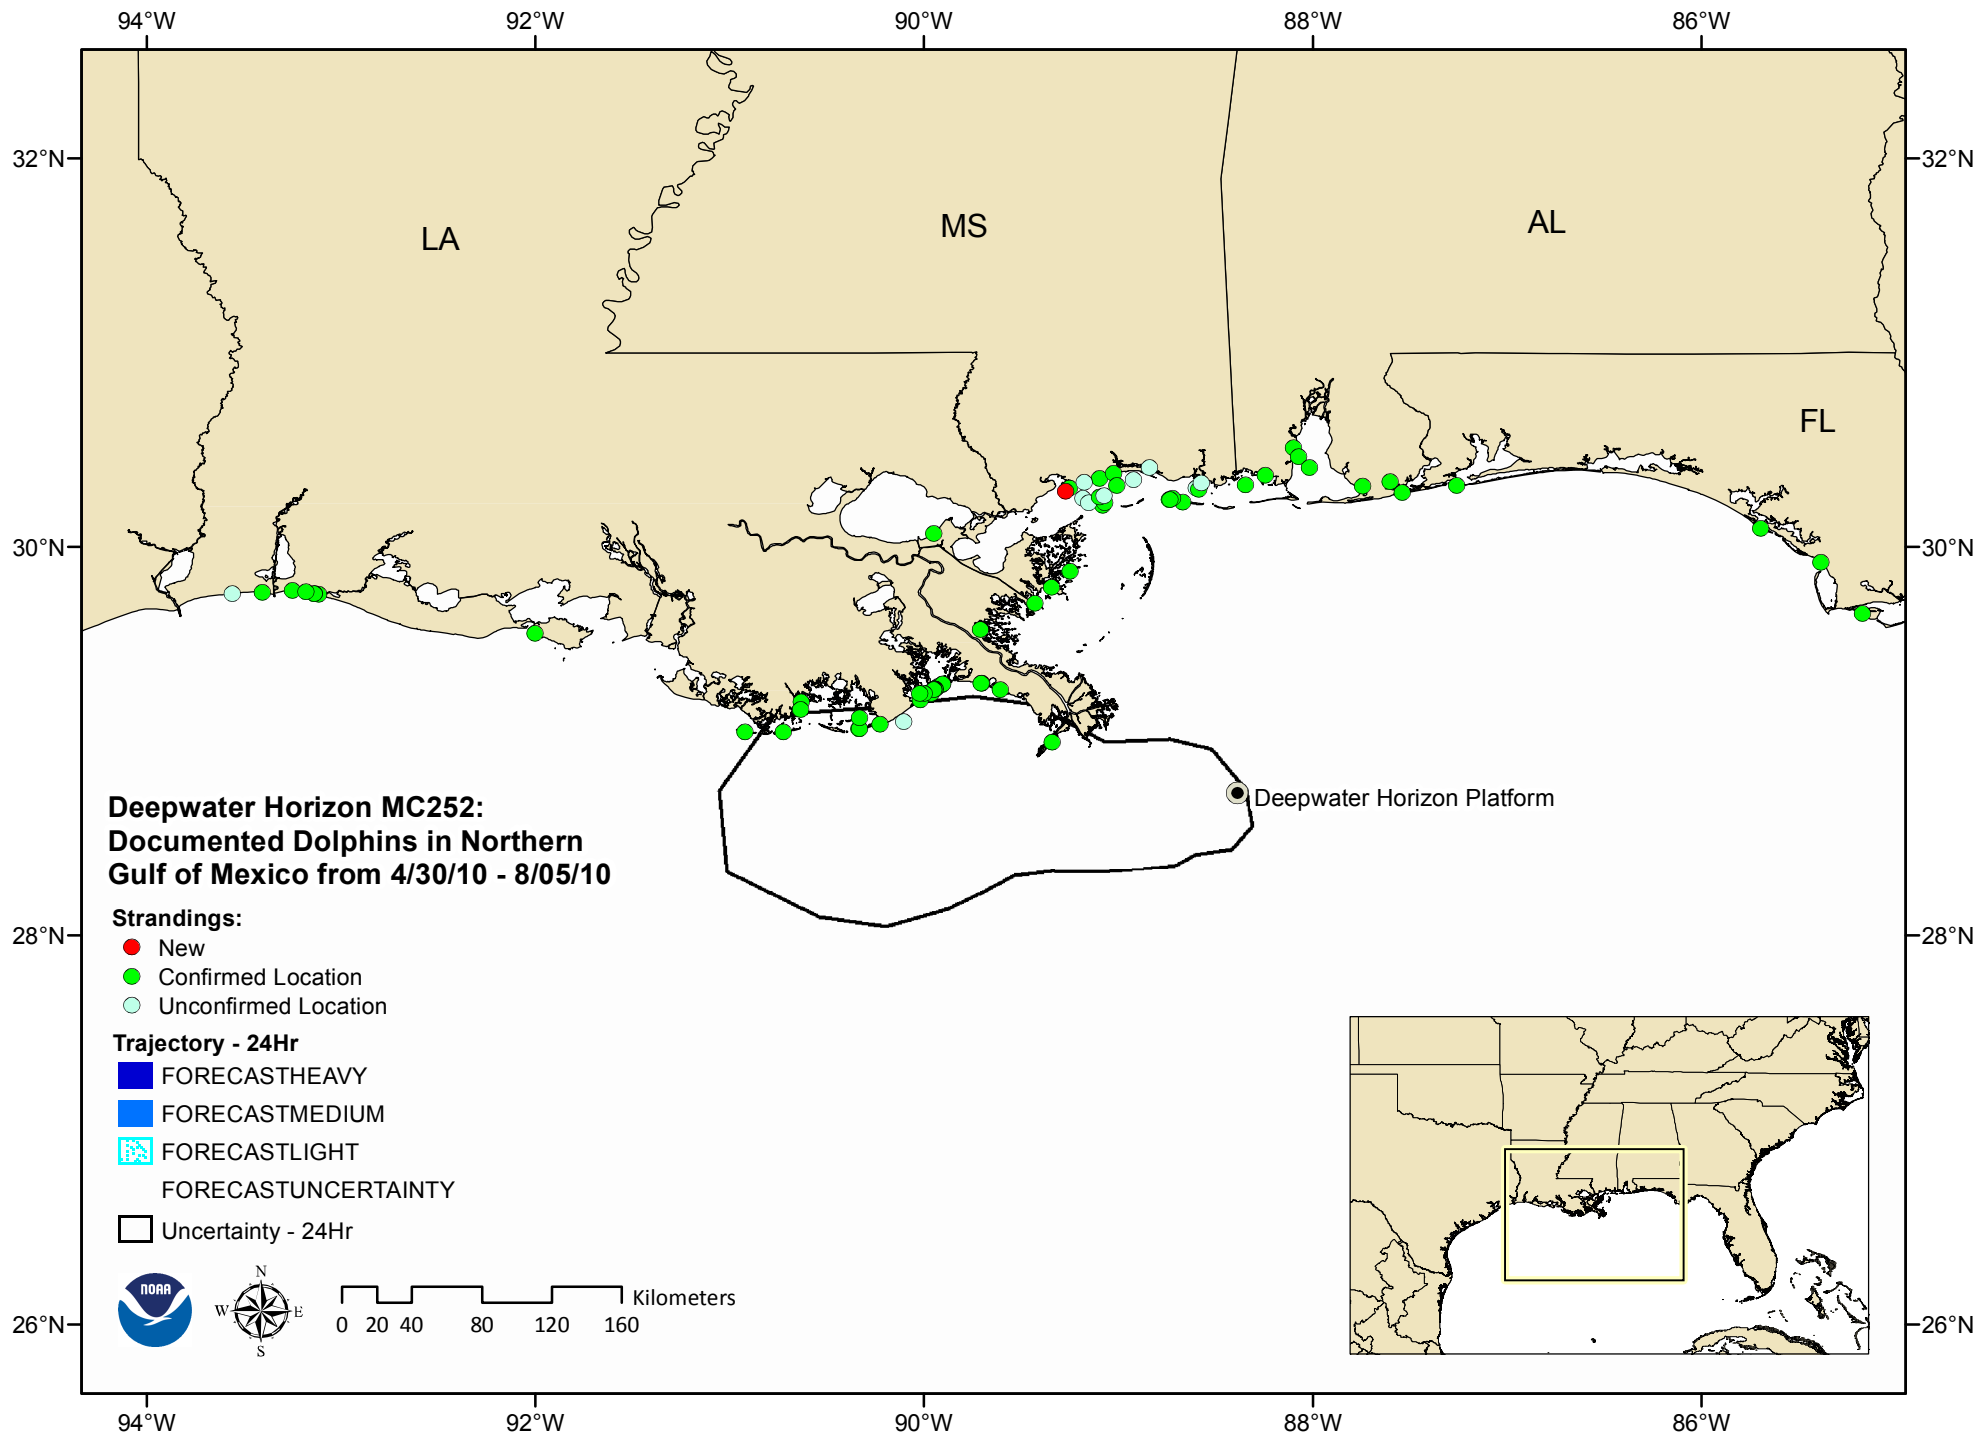 94°W 92°W 90°W 88°W 86°W
32°N 32°N
LA MS AL
FL
30°N 30°N
Deepwater Horizon Platform
Deepwater Horizon MC252:
Documented Dolphins in Northern
Gulf of Mexico from 4/30/10 - 8/05/10
Strandings:
New
Confirmed Location
Unconfirmed Location
28°N 28°N
Trajectory - 24Hr
FORECASTHEAVY
FORECASTMEDIUM
FORECASTLIGHT
FORECASTUNCERTAINTY
Uncertainty - 24Hr
NOAA
N
W E
S
Kilometers
0 20 40 80 120 160
26°N 26°N
94°W 92°W 90°W 88°W 86°W